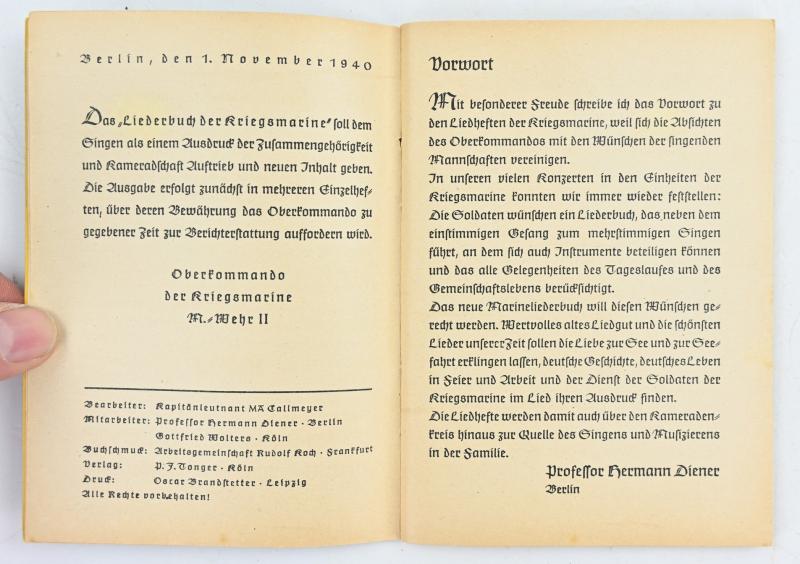 Berlin, den 1. November 1940
Das „Liederbuch der Kriegsmarine“ soll dem
Singen als einem Ausdruck der Zusammengehörigkeit
und Kameradschaft Auftrieb und neuen Inhalt geben.
Die Ausgabe erfolgt zunächst in mehreren Einzelhef-
ten, über deren Bewährung das Oberkommando zu
gegebener Zeit zur Berichterstattung auffordern wird.
Oberkommando
der Kriegsmarine
M.-Wehr II
Bearbeiter: Kapitänleutnant MA Callmeyer
Mitarbeiter: Professor Hermann Diener · Berlin
Gottfried Wolters · Köln
Buchschmuck: Arbeitsgemeinschaft Rudolf Koch · Frankfurt
Verlag: P. J. Tonger · Köln
Druck: Oscar Brandstetter · Leipzig
Alle Rechte vorbehalten!
Vorwort
Mit besonderer Freude schreibe ich das Vorwort zu
den Liedheften der Kriegsmarine, weil sich die Absichten
des Oberkommandos mit den Wünschen der singenden
Mannschaften vereinigen.
In unseren vielen Konzerten in den Einheiten der
Kriegsmarine konnten wir immer wieder feststellen:
Die Soldaten wünschen ein Liederbuch, das neben dem
einstimmigen Gesang zum mehrstimmigen Singen
führt, an dem sich auch Instrumente beteiligen können
und das alle Gelegenheiten des Tageslaufes und des
Gemeinschaftslebens berücksichtigt.
Das neue Marineliederbuch will diesen Wünschen ge-
recht werden. Wertvolles altes Liedgut und die schönsten
Lieder unserer Zeit sollen die Liebe zur See und zur See-
fahrt erklingen lassen, deutsche Geschichte, deutsches Leben
in Feier und Arbeit und der Dienst der Soldaten der
Kriegsmarine im Lied ihren Ausdruck finden.
Die Liedhefte werden damit auch über den Kameraden-
kreis hinaus zur Quelle des Singens und Musizierens
in der Familie.
Professor Hermann Diener
Berlin